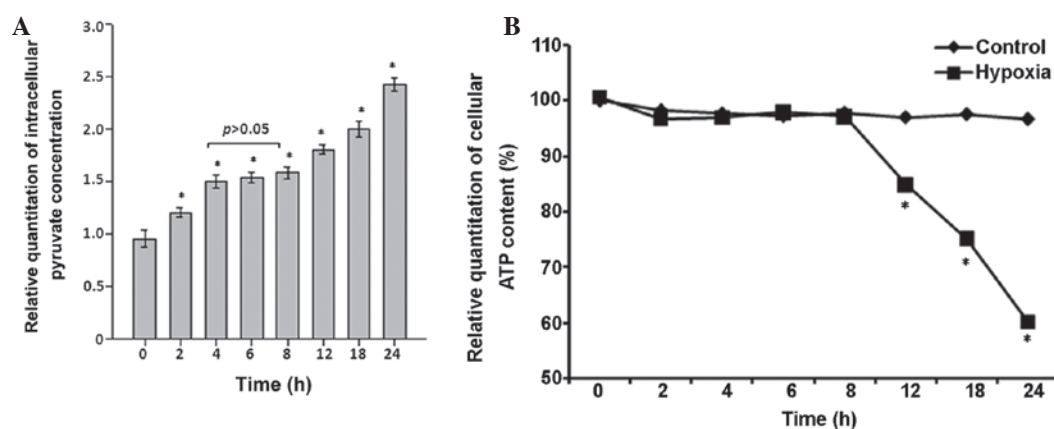 A
Relative quantitation of intracellular
pyruvate concentration
3.0
2.5
2.0
1.5
1.0
0.5
0
*
*
*
*
*
*
*
p>0.05
0 2 4 6 8 12 18 24
Time (h)
B
Relative quantitation of cellular
ATP content (%)
110
100
90
80
70
60
50
Control
Hypoxia
*
*
*
0 2 4 6 8 12 18 24
Time (h)